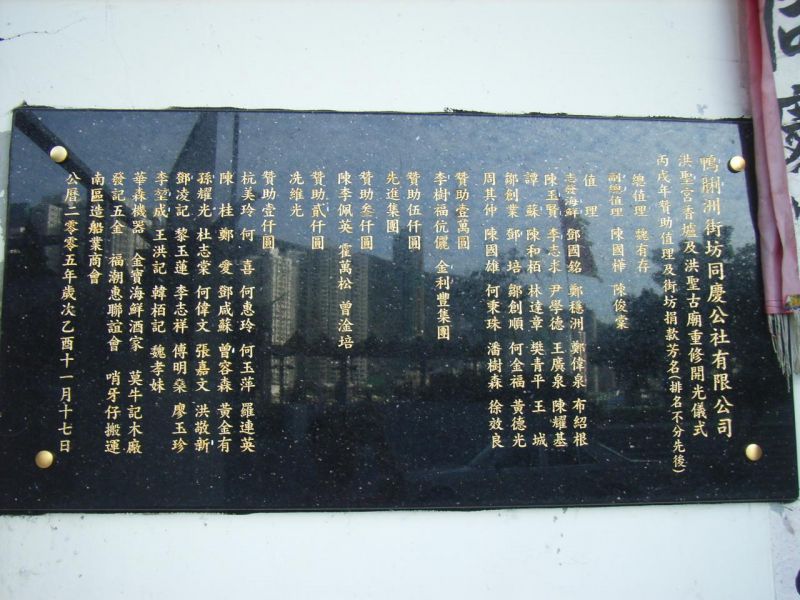 鴨脷洲街坊同慶公社有限公司
洪聖宮香爐及洪聖古廟重修開光儀式
丙戌年贊助值理及街坊捐款芳名(排名不分先後)
總值理 魏有存
副總值理 陳國樺 陳俊棠
值理
志發海鮮 鄧國銘 鄭穩洲 鄭偉泉 布紹根
陳玉賢 李志求 尹學德 王廣泉 陳耀基
譚蘇 陳和柏 林達章 樊青平 王城
鄒創業 鄧培 鄒創順 何金福 黃德光
周其仲 陳國雄 何秉珠 潘樹森 徐效良
贊助壹萬圓
李樹福伉儷 金利豐集團
贊助伍仟圓
先進集團
贊助叁仟圓
陳李佩英 霍萬松 曾淦培
贊助貳仟圓
冼維光
贊助壹仟圓
杭美玲 何喜 何惠玲 何玉萍 羅連英
陳桂 鄭愛 鄧咸蘇 曾容森 黃金有
孫耀光 杜志棠 何偉文 張嘉文 洪敬新
鄧凌記 黎玉蓮 李志祥 傅明燊 廖玉珍
李堃成 王洪記 韓栢記 魏孝妹
華森機器 金寶海鮮酒家 莫牛記木廠
發記五金 福潮惠聯誼會 哨牙仔搬運
南區造船業商會
公曆二零零五年歲次乙酉十一月十七日